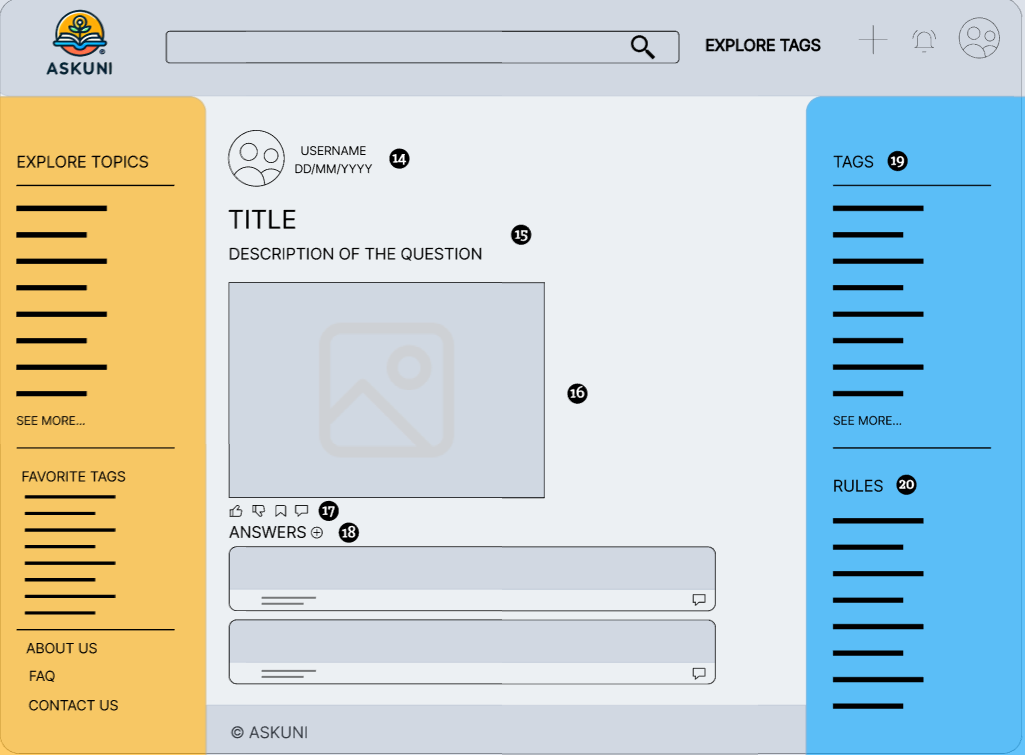 ASKUNI
EXPLORE TAGS
EXPLORE TOPICS
SEE MORE...
FAVORITE TAGS
ABOUT US
FAQ
CONTACT US
USERNAME
DD/MM/YYYY
14
TITLE
15
DESCRIPTION OF THE QUESTION
16
17
ANSWERS
18
© ASKUNI
TAGS 19
SEE MORE...
RULES 20